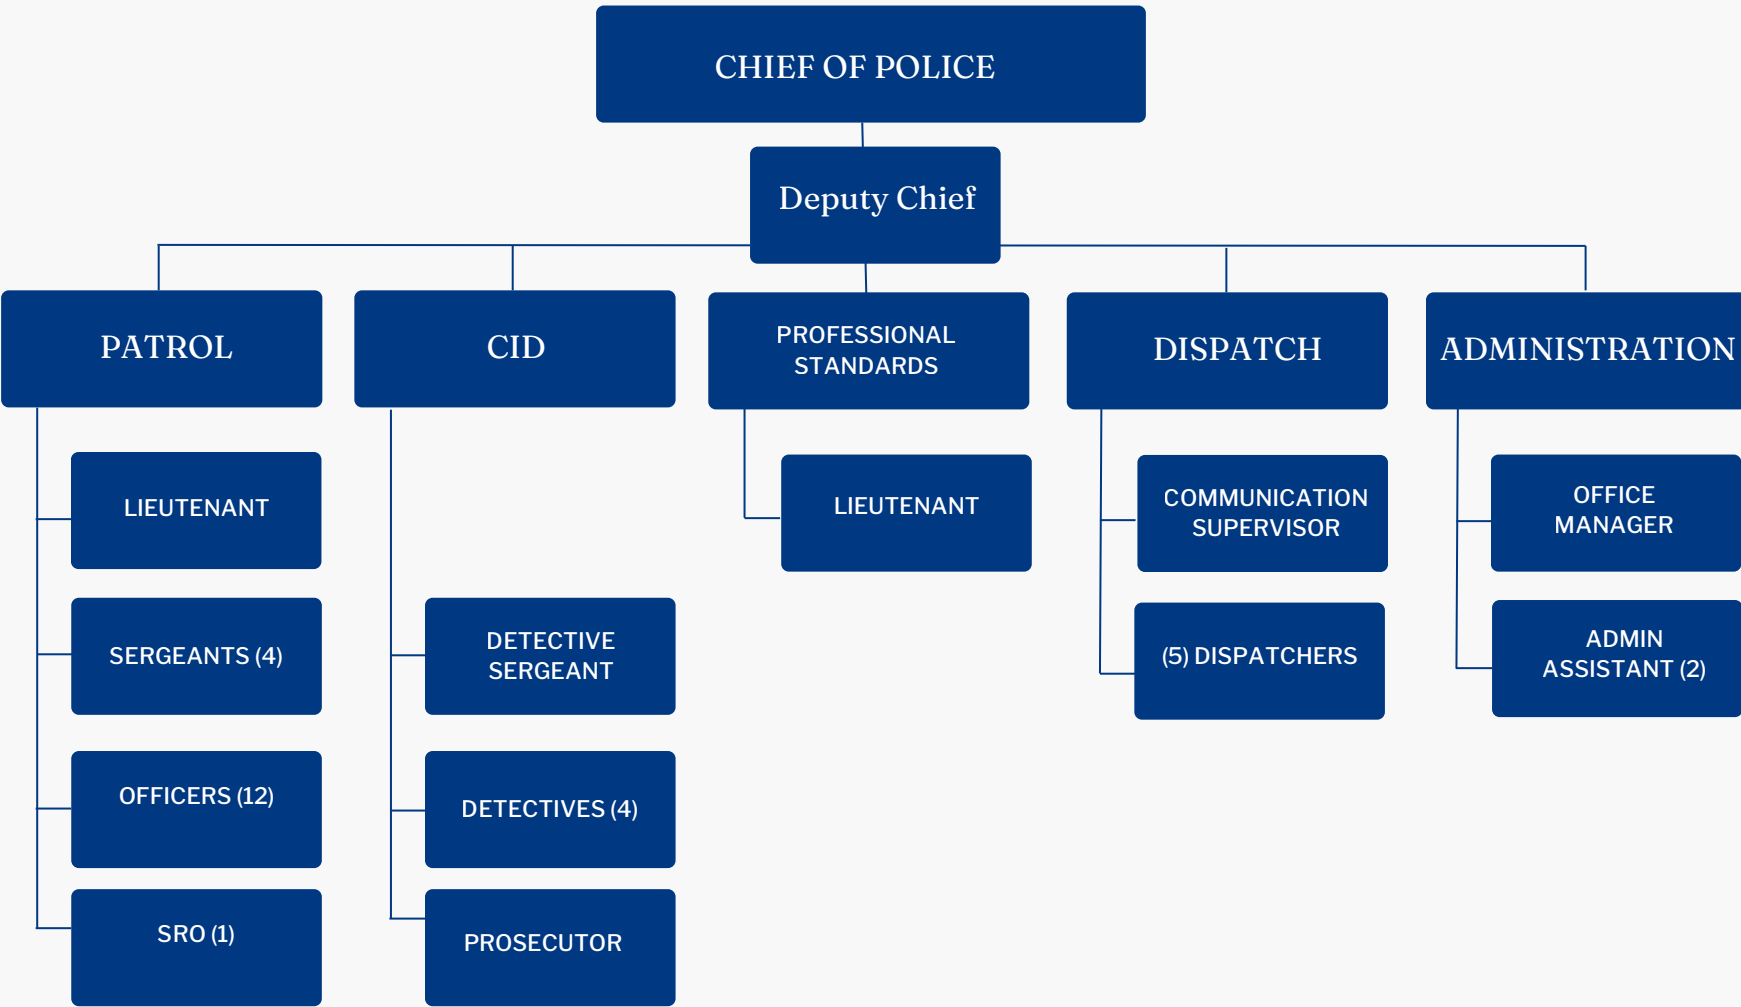 CHIEF OF POLICE
Deputy Chief
PATROL
CID
PROFESSIONAL
STANDARDS
DISPATCH
ADMINISTRATION
LIEUTENANT
SERGEANTS (4)
OFFICERS (12)
SRO (1)
DETECTIVE
SERGEANT
DETECTIVES (4)
PROSECUTOR
LIEUTENANT
COMMUNICATION
SUPERVISOR
(5) DISPATCHERS
OFFICE
MANAGER
ADMIN
ASSISTANT (2)